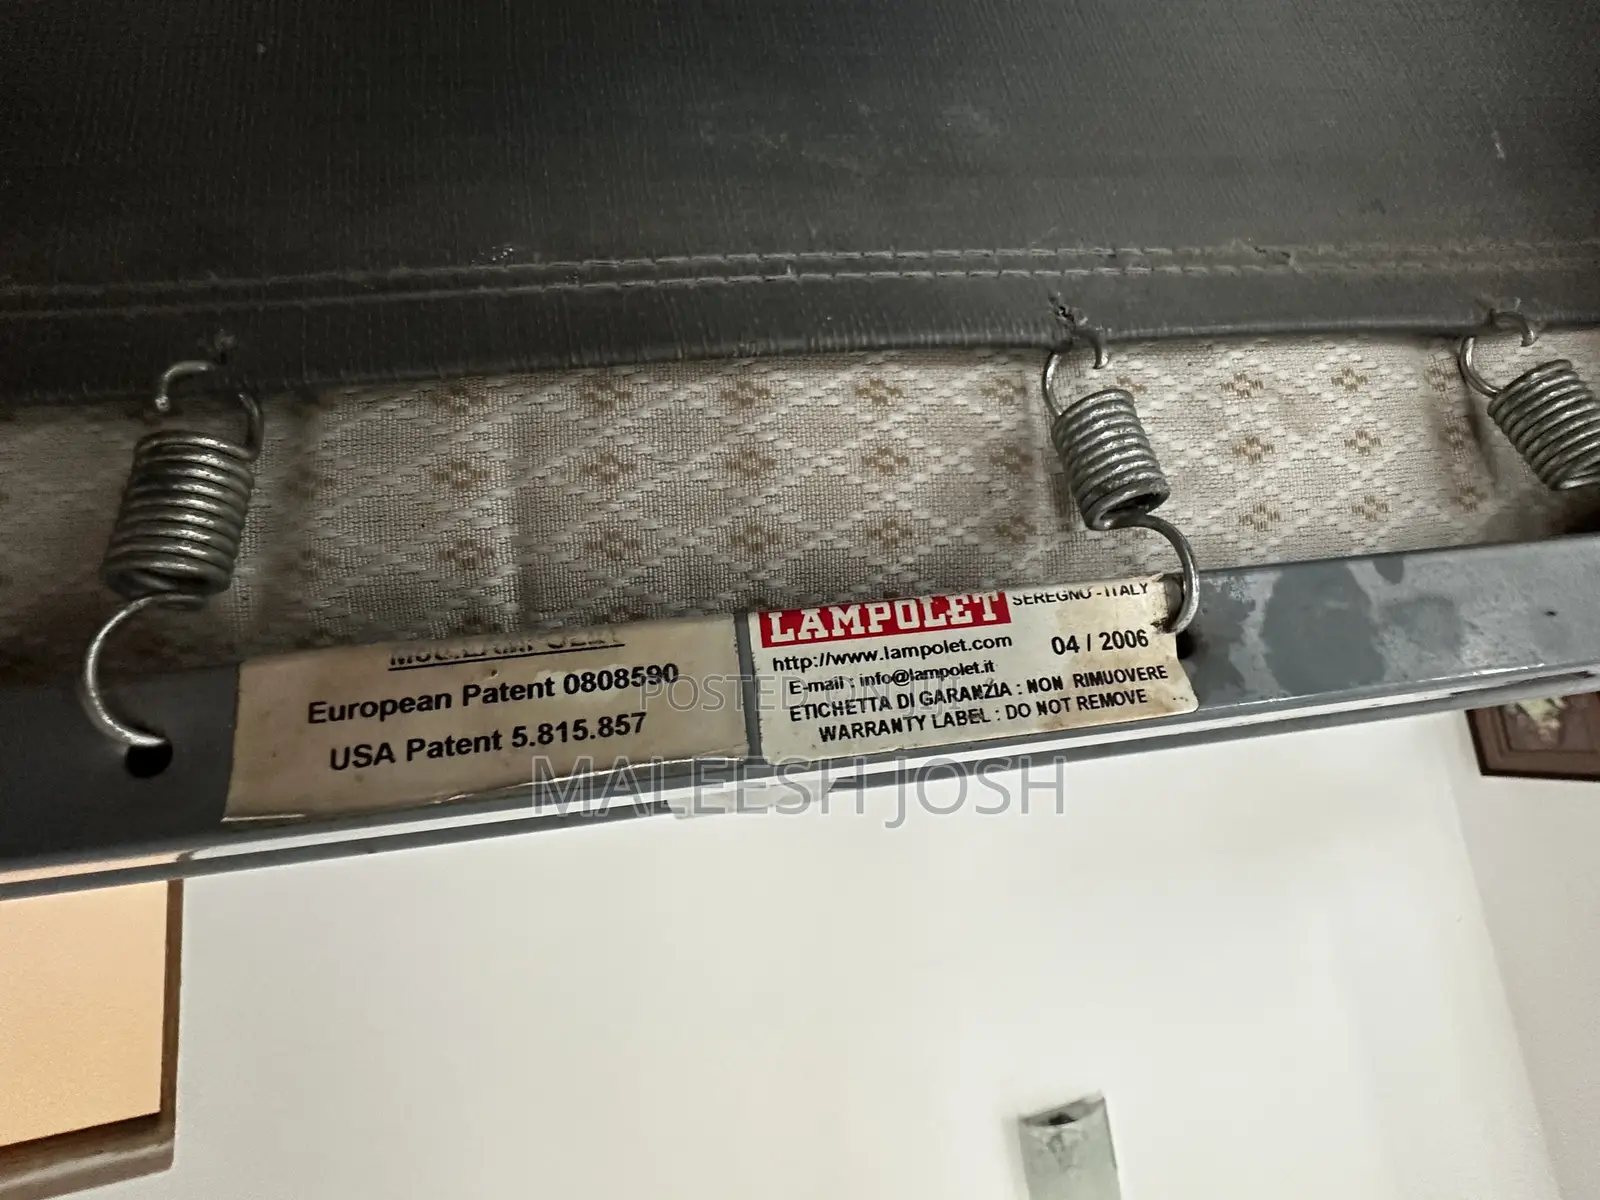 European Patent 0808590
USA Patent 5.815.857
LAMPOLET SEREGNO - ITALY
http://www.lampolet.com 04 / 2006
E-mail : info@lampolet.it
ETICHETTA DI GARANZIA : NON RIMUOVERE
WARRANTY LABEL : DO NOT REMOVE
POSTED ON JIJI
MALEESH JOSH